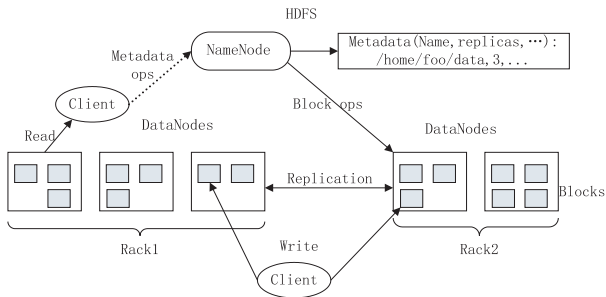 HDFS
Metadata
ops
NameNode
Metadata(Name,replicas,…):
/home/foo/data,3,...
Client
Block ops
Read
DataNodes
DataNodes
Replication
Blocks
Rack1
Write
Rack2
Client